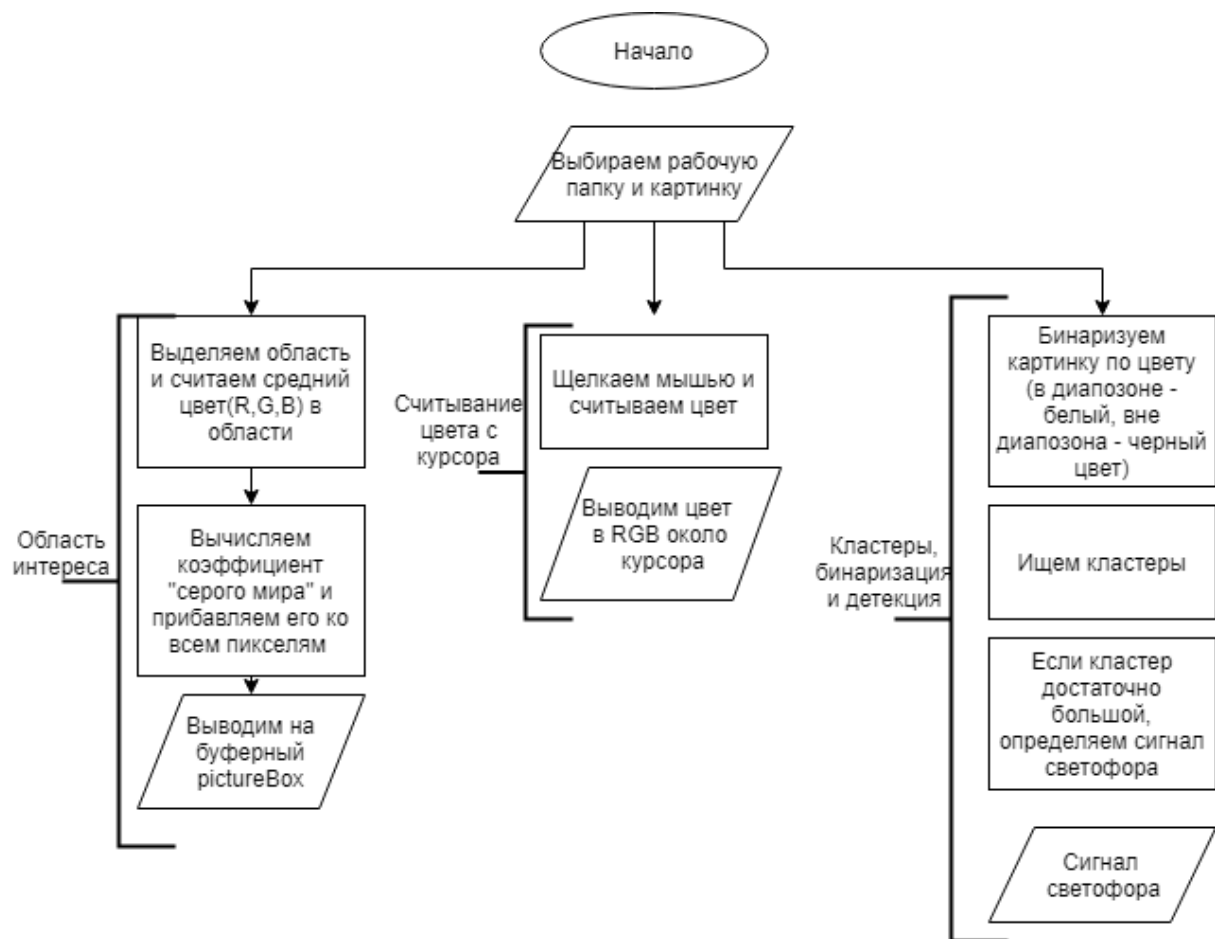 Начало
Выбираем рабочую
папку и картинку
Область
интереса
Выделяем область
и считаем средний
цвет(R,G,B) в
области
Вычисляем
коэффициент
"серого мира" и
прибавляем его ко
всем пикселям
Выводим на
буферный
pictureBox
Считывание
цвета с
курсора
Щелкаем мышью и
считываем цвет
Выводим цвет
в RGB около
курсора
Кластеры,
бинаризация
и детекция
Бинаризуем
картинку по цвету
(в диапозоне -
белый, вне
диапозона - черный
цвет)
Ищем кластеры
Если кластер
достаточно
большой,
определяем сигнал
светофора
Сигнал
светофора